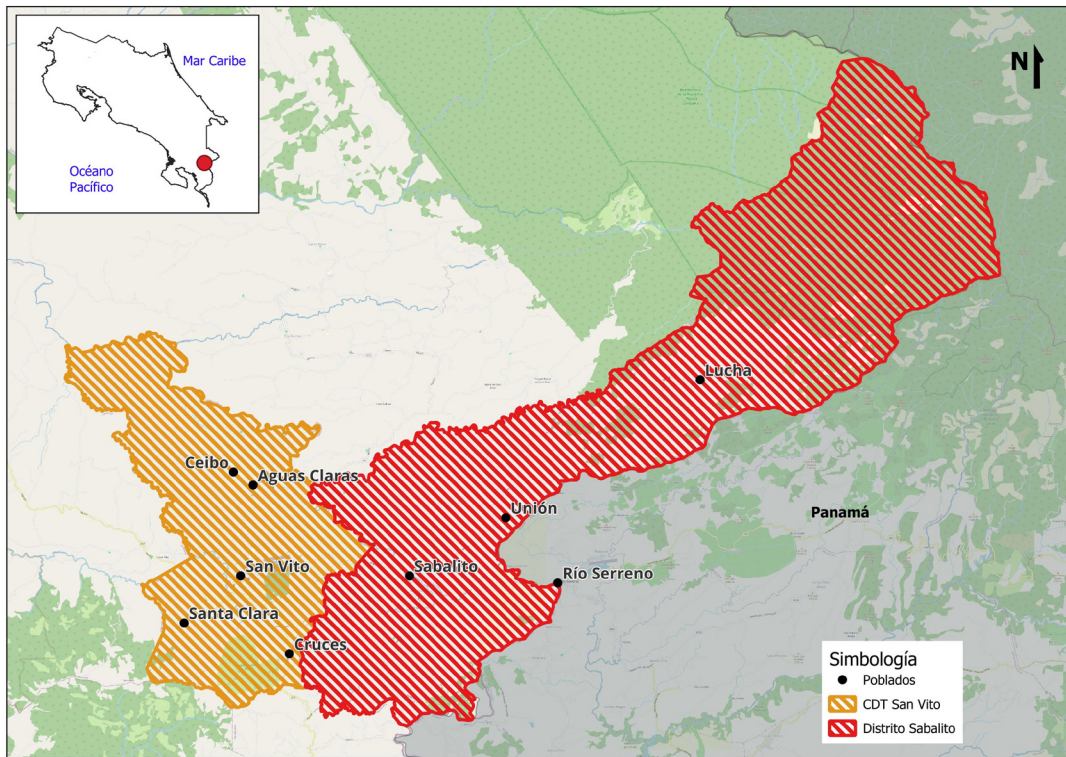 Mar Caribe
Océano
Pacífico
N
Lucha
Ceibo
Aguas Claras
Unión
Panamá
San Vito
Sabalito
Río Serreno
Santa Clara
Cruces
Simbología
Poblados
CDT San Vito
Distrito Sabalito